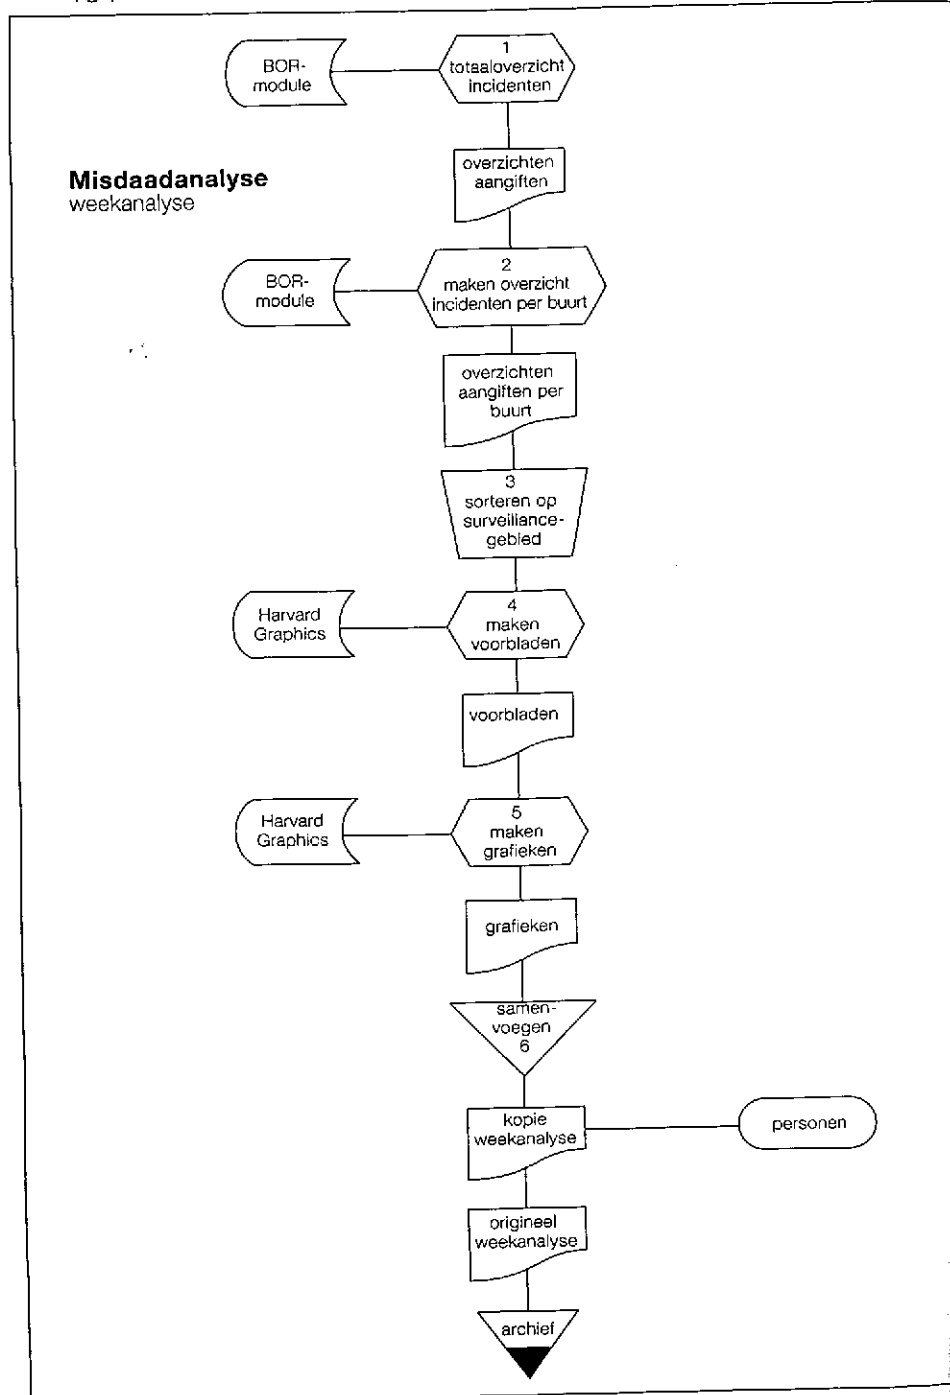 BOR-
module
1
totaaloverzicht
incidenten
overzichten
aangiften
Misdaadanalyse
weekanalyse
BOR-
module
2
maken overzicht
incidenten per buurt
overzichten
aangiften per
buurt
3
sorteren op
surveillance-
gebied
Harvard
Graphics
4
maken
voorbladen
voorbladen
Harvard
Graphics
5
maken
grafieken
grafieken
samen-
voegen
6
kopie
weekanalyse
personen
origineel
weekanalyse
archief